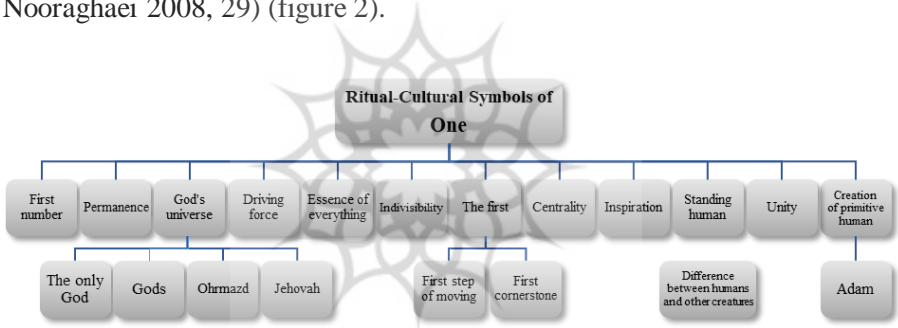 Nooraghaei 2008, 29) (figure 2).
Ritual-Cultural Symbols of
One
First
number
Permanence
God's
universe
Driving
force
Essence of
everything
Indivisibility
The first
Centrality
Inspiration
Standing
human
Unity
Creation
of primitive
human
The only
God
Gods
Ohrmazd
Jehovah
First step
of moving
First
cornerstone
Difference
between humans
and other creatures
Adam